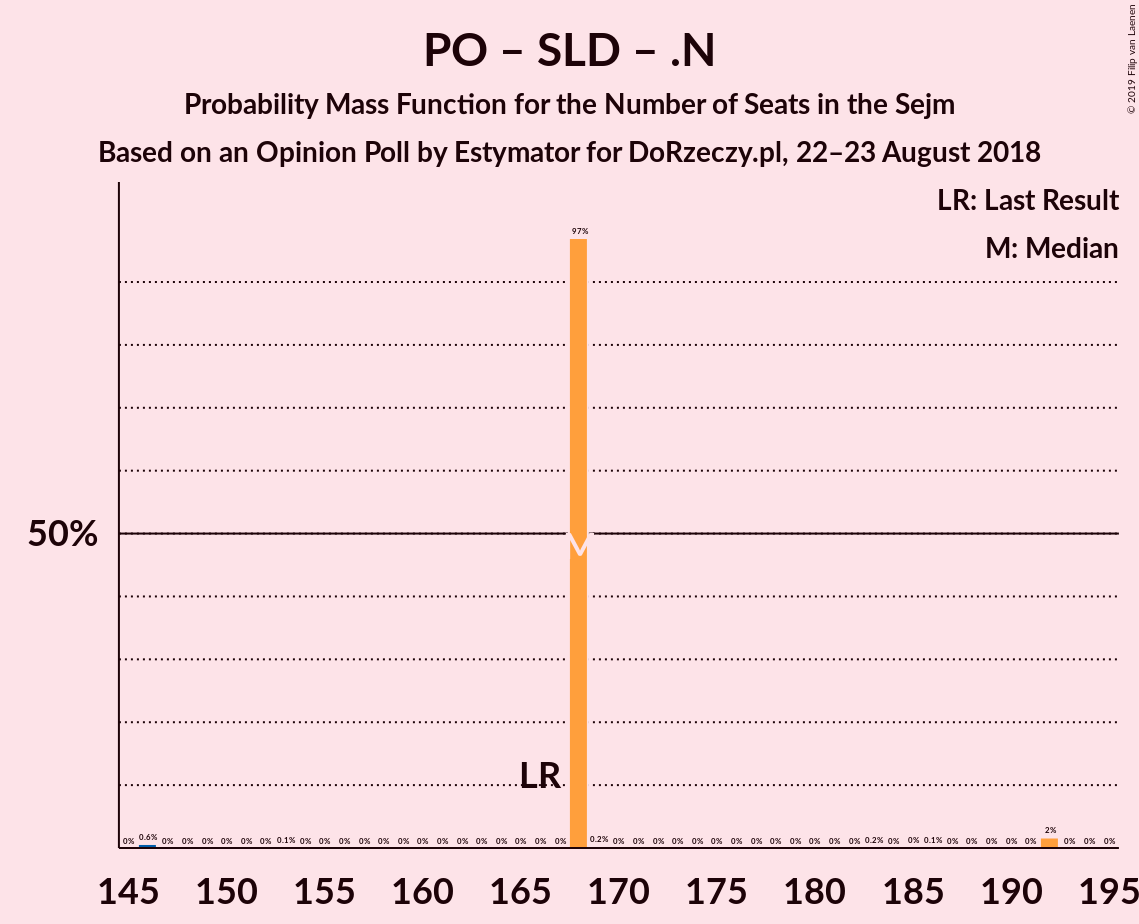 PO – SLD – .N
Probability Mass Function for the Number of Seats in the Sejm
Based on an Opinion Poll by Estymator for DoRzeczy.pl, 22–23 August 2018
© 2019 Filip van Laenen
LR: Last Result
M: Median
97%
50%
LR
0% 0.6% 0% 0% 0% 0% 0% 0% 0.1% 0% 0% 0% 0% 0% 0% 0% 0% 0% 0% 0% 0% 0% 0% 0.2% 0% 0% 0% 0% 0% 0% 0% 0% 0% 0% 0% 0% 0% 0% 0.2% 0% 0% 0.1% 0% 0% 0% 0% 0% 2% 0% 0% 0%
145 150 155 160 165 170 175 180 185 190 195